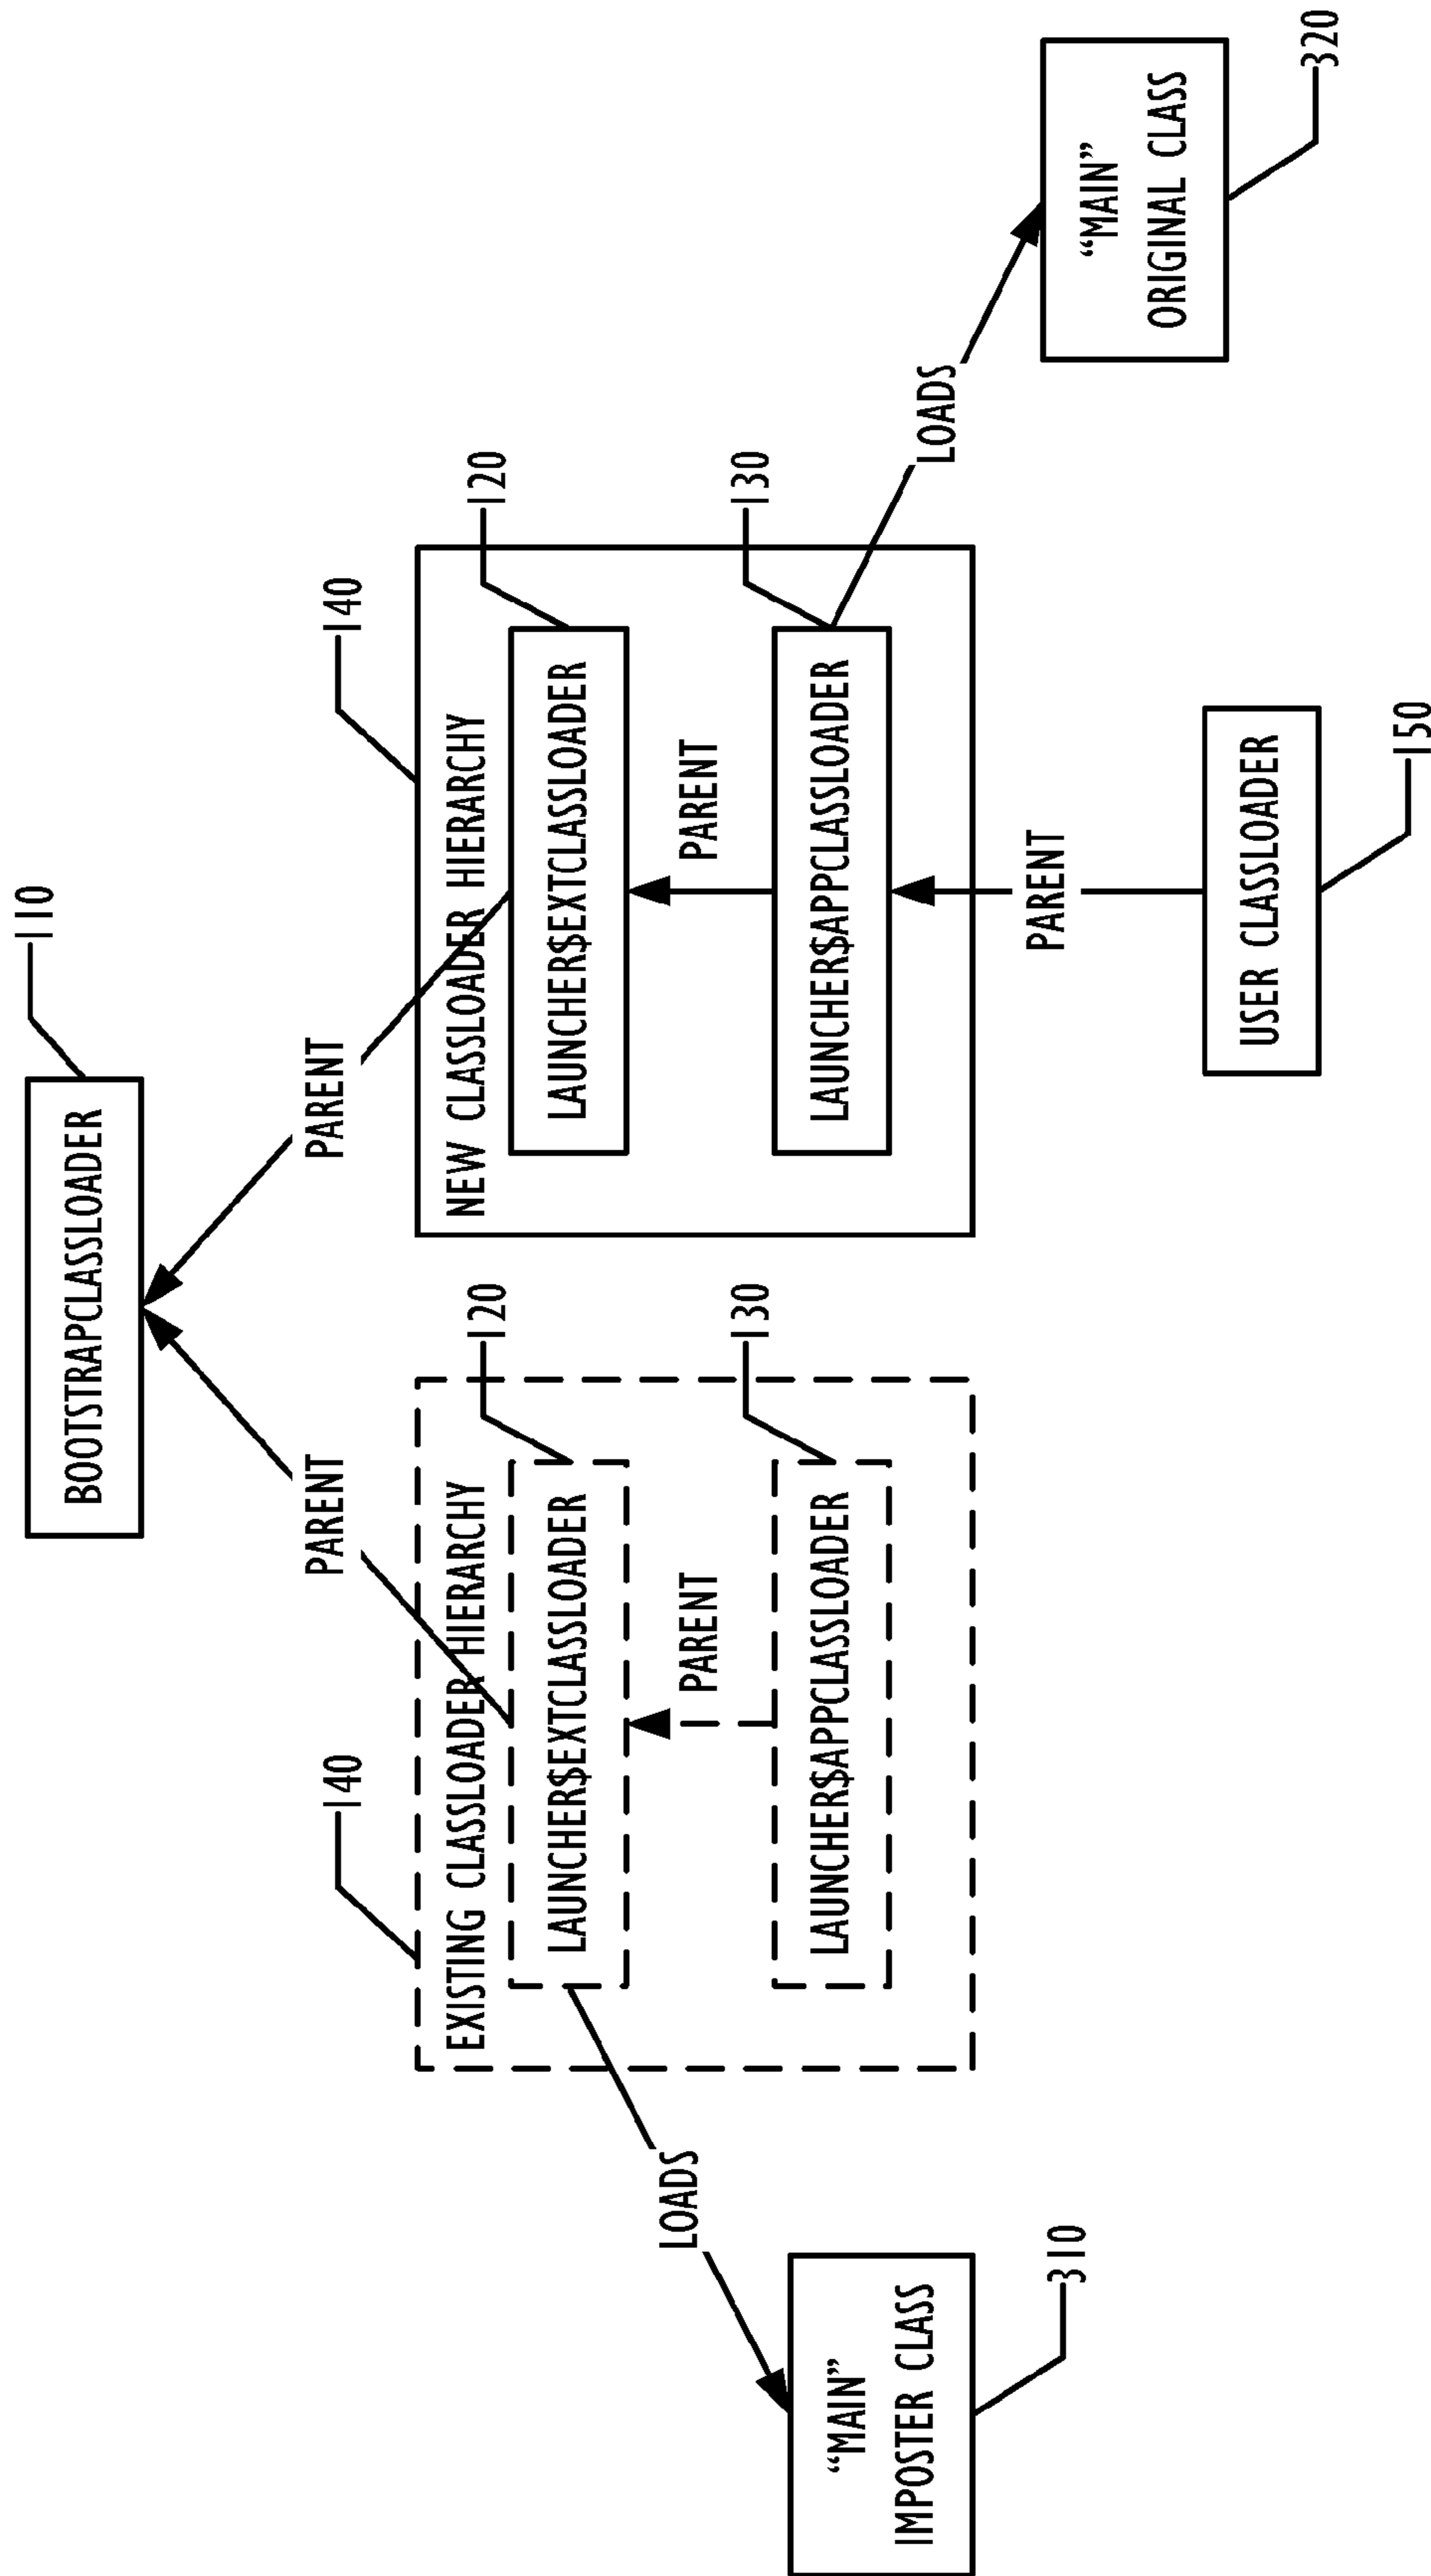 110
BOOTSTRAPCLASSLOADER
PARENT
PARENT
140
140
EXISTING CLASSLOADER HIERARCHY
NEW CLASSLOADER HIERARCHY
120
120
LAUNCHER$EXTCLASSLOADER
LAUNCHER$EXTCLASSLOADER
LOADS
PARENT
PARENT
130
130
LAUNCHER$APPCLASSLOADER
LAUNCHER$APPCLASSLOADER
“MAIN”
IMPOSTER CLASS
310
LOADS
PARENT
“MAIN”
ORIGINAL CLASS
320
USER CLASSLOADER
150